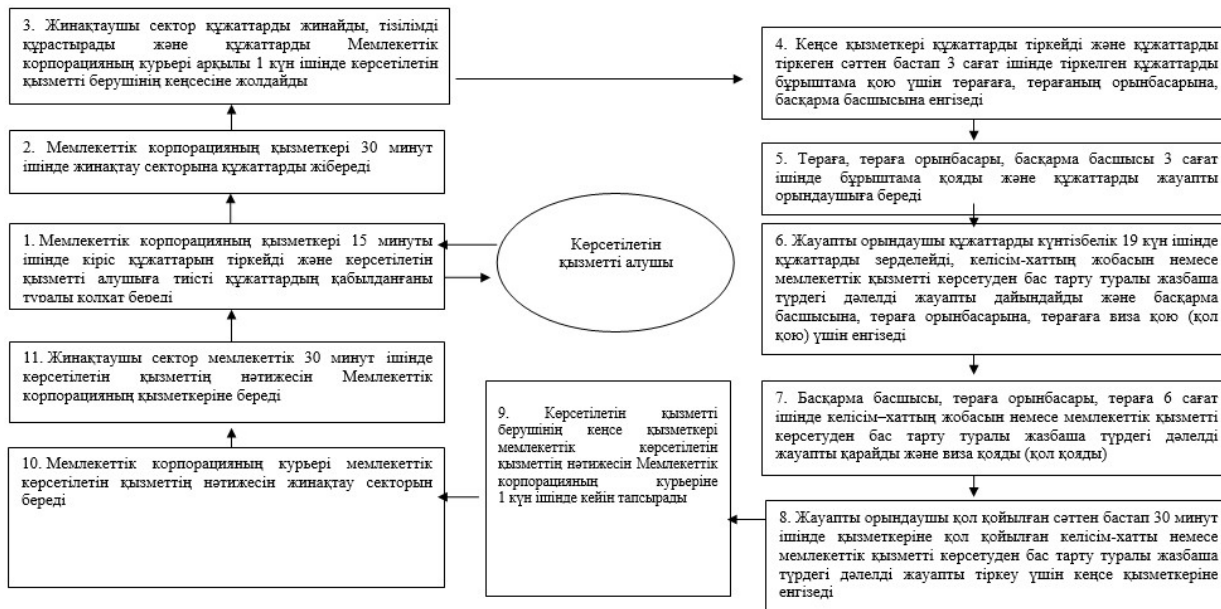 3. Жинақтаушы сектор құжаттарды жинайды, тізілімді
құрастырады және құжаттарды Мемлекеттік
корпорацияның курьері арқылы 1 күн ішінде көрсетілетін
қызметті берушінің кеңсесіне жолдайды
2. Мемлекеттік корпорацияның қызметкері 30 минут
ішінде жинақтау секторына құжаттарды жібереді
1. Мемлекеттік корпорацияның қызметкері 15 минуты
ішінде кіріс құжаттарын тіркейді және көрсетілетін
қызметті алушыға тиісті құжаттардың қабылданғаны
туралы қолхат береді
11. Жинақтаушы сектор мемлекеттік 30 минут ішінде
көрсетілетін қызметтің нәтижесін Мемлекеттік
корпорацияның қызметкеріне береді
10. Мемлекеттік корпорацияның курьері мемлекеттік
көрсетілетін қызметтің нәтижесін жинақтау секторын
береді
Көрсетілетін
қызметті алушы
9. Көрсетілетін қызметті
берушінің кеңсе қызметкері
мемлекеттік көрсетілетін
қызметтің нәтижесін Мемлекеттік
корпорацияның курьеріне
1 күн ішінде кейін тапсырады
4. Кеңсе қызметкері құжаттарды тіркейді және құжаттарды
тіркеген сәттен бастап 3 сағат ішінде тіркелген құжаттарды
бұрыштама қою үшін төрағаға, төрағаның орынбасарына,
басқарма басшысына енгізеді
5. Төраға, төраға орынбасары, басқарма басшысы 3 сағат
ішінде бұрыштама қояды және құжаттарды жауапты
орындаушыға береді
6. Жауапты орындаушы құжаттарды күнтізбелік 19 күн ішінде
құжаттарды зерделейді, келісім-хаттың жобасын немесе
мемлекеттік қызметті көрсетуден бас тарту туралы жазбаша
түрдегі дәлелді жауапты дайындайды және басқарма
басшысына, төраға орынбасарына, төрағаға виза қою (қол
қою) үшін енгізеді
7. Басқарма басшысы, төраға орынбасары, төраға 6 сағат
ішінде келісім–хаттың жобасын немесе мемлекеттік қызметті
көрсетуден бас тарту туралы жазбаша түрдегі дәлелді
жауапты қарайды және виза қояды (қол қояды)
8. Жауапты орындаушы қол қойылған сәттен бастап 30 минут
ішінде қызметкеріне қол қойылған келісім-хатты немесе
мемлекеттік қызметті көрсетуден бас тарту туралы жазбаша
түрдегі дәлелді жауапты тіркеу үшін кеңсе қызметкеріне
енгізеді